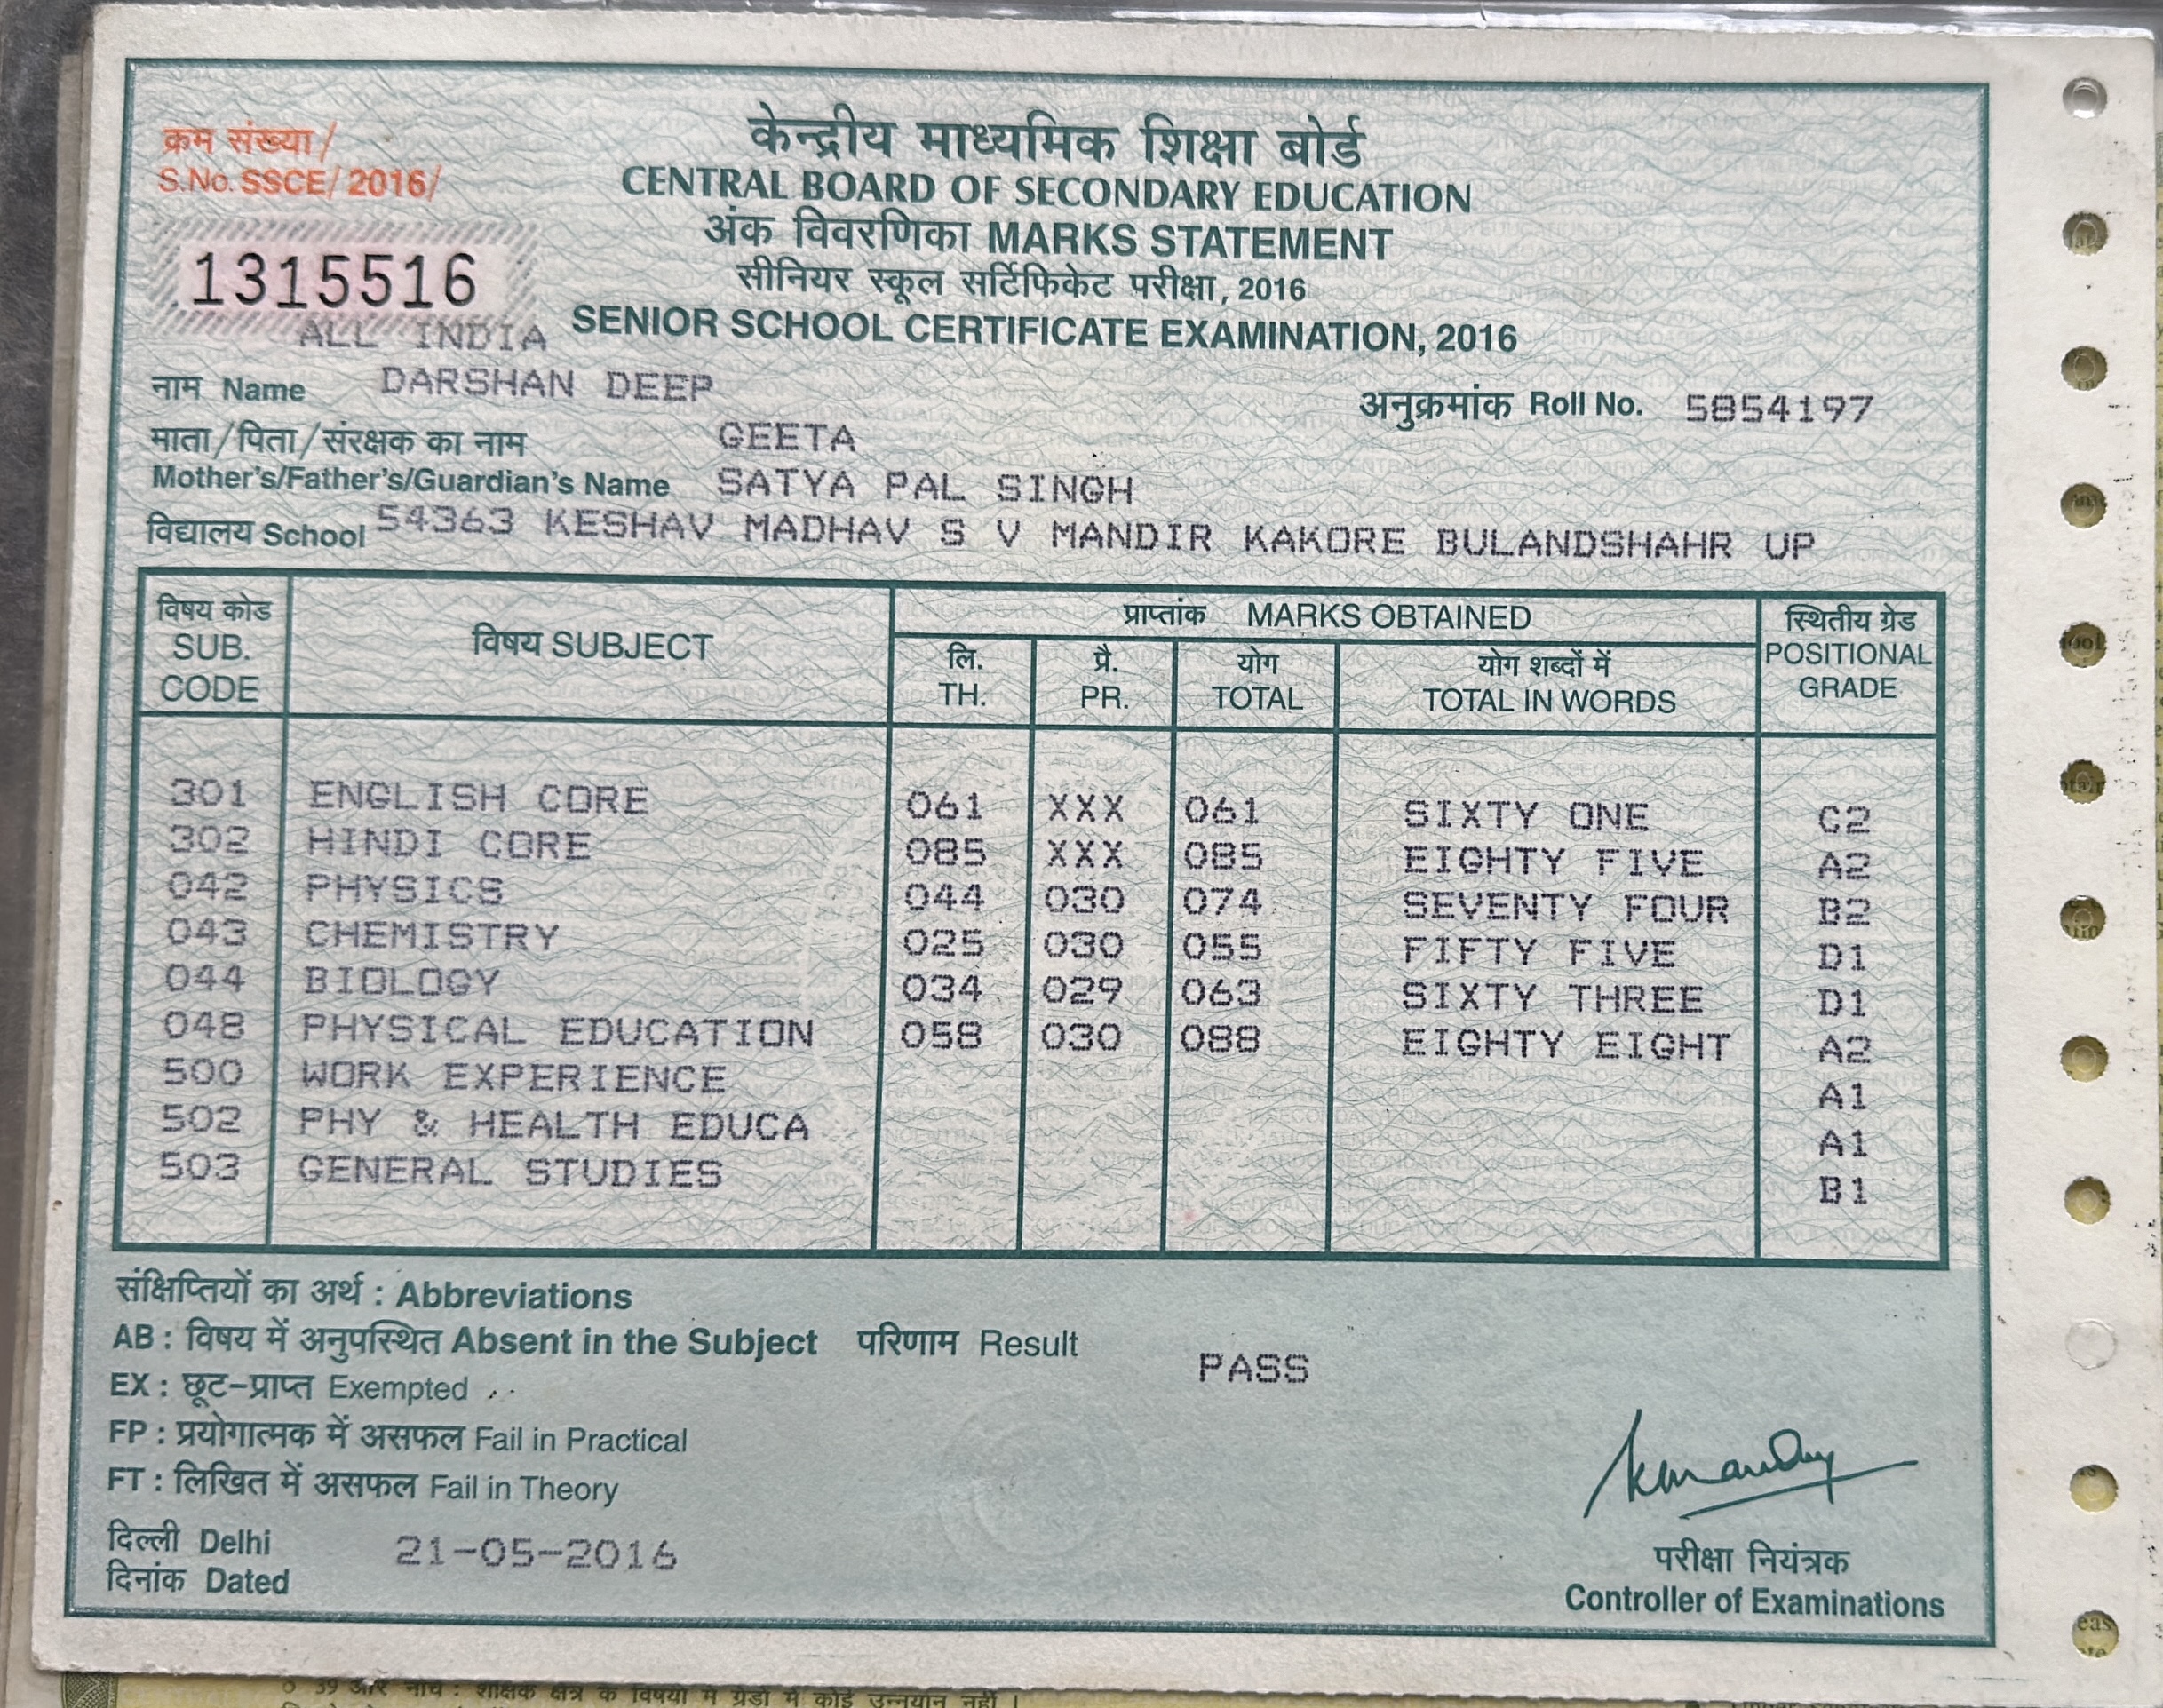 क्रम संख्या/
S.No. SSCE/ 2016/
1315516
केन्द्रीय माध्यमिक शिक्षा बोर्ड
CENTRAL BOARD OF SECONDARY EDUCATION
अंक विवरणिका MARKS STATEMENT
सीनियर स्कूल सर्टिफिकेट परीक्षा, 2016
ALL INDIA SENIOR SCHOOL CERTIFICATE EXAMINATION, 2016
नाम Name DARSHAN DEEP
अनुक्रमांक Roll No. 5854197
माता/पिता/संरक्षक का नाम GEETA
Mother's/Father's/Guardian's Name SATYA PAL SINGH
विद्यालय School 54363 KESHAV MADHAV S V MANDIR KAKORE BULANDSHAHR UP
विषय कोड SUB. CODE विषय SUBJECT प्राप्तांक MARKS OBTAINED स्थितीय ग्रेड POSITIONAL GRADE
लि. TH. प्रै. PR. योग TOTAL योग शब्दों में TOTAL IN WORDS
301 ENGLISH CORE 061 XXX 061 SIXTY ONE C2
302 HINDI CORE 085 XXX 085 EIGHTY FIVE A2
042 PHYSICS 044 030 074 SEVENTY FOUR B2
043 CHEMISTRY 025 030 055 FIFTY FIVE D1
044 BIOLOGY 034 029 063 SIXTY THREE D1
048 PHYSICAL EDUCATION 058 030 088 EIGHTY EIGHT A2
500 WORK EXPERIENCE A1
502 PHY & HEALTH EDUCA A1
503 GENERAL STUDIES B1
संक्षिप्तियों का अर्थ : Abbreviations
AB : विषय में अनुपस्थित Absent in the Subject परिणाम Result PASS
EX : छूट-प्राप्त Exempted
FP : प्रयोगात्मक में असफल Fail in Practical
FT : लिखित में असफल Fail in Theory
दिल्ली Delhi
दिनांक Dated 21-05-2016
परीक्षा नियंत्रक
Controller of Examinations